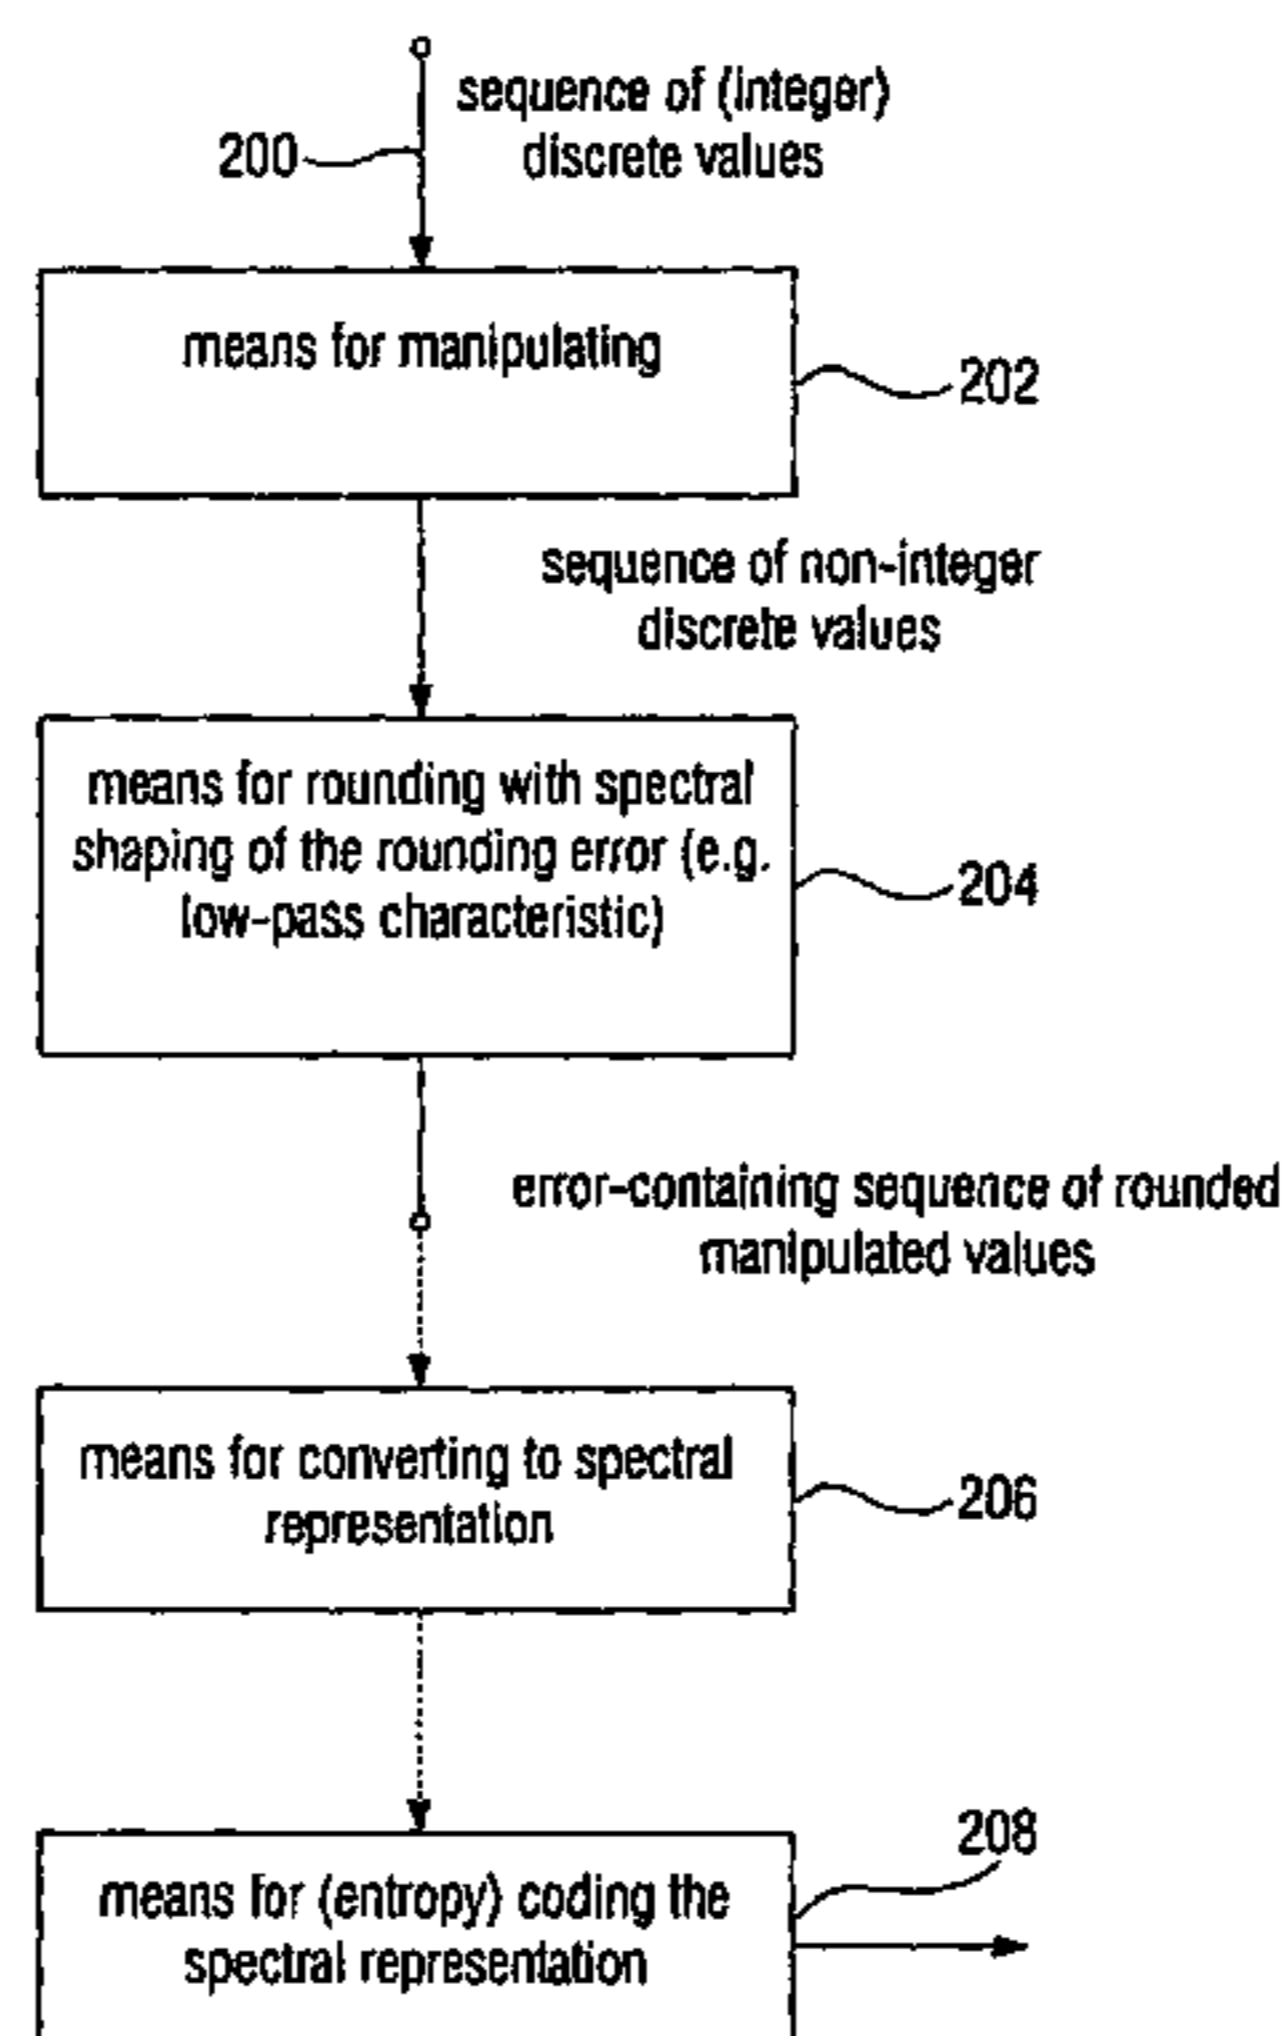 sequence of (integer)
discrete values
200
means for manipulating
202
sequence of non-integer
discrete values
means for rounding with spectral
shaping of the rounding error (e.g.
low-pass characteristic)
204
error-containing sequence of rounded
manipulated values
means for converting to spectral
representation
206
208
means for (entropy) coding the
spectral representation